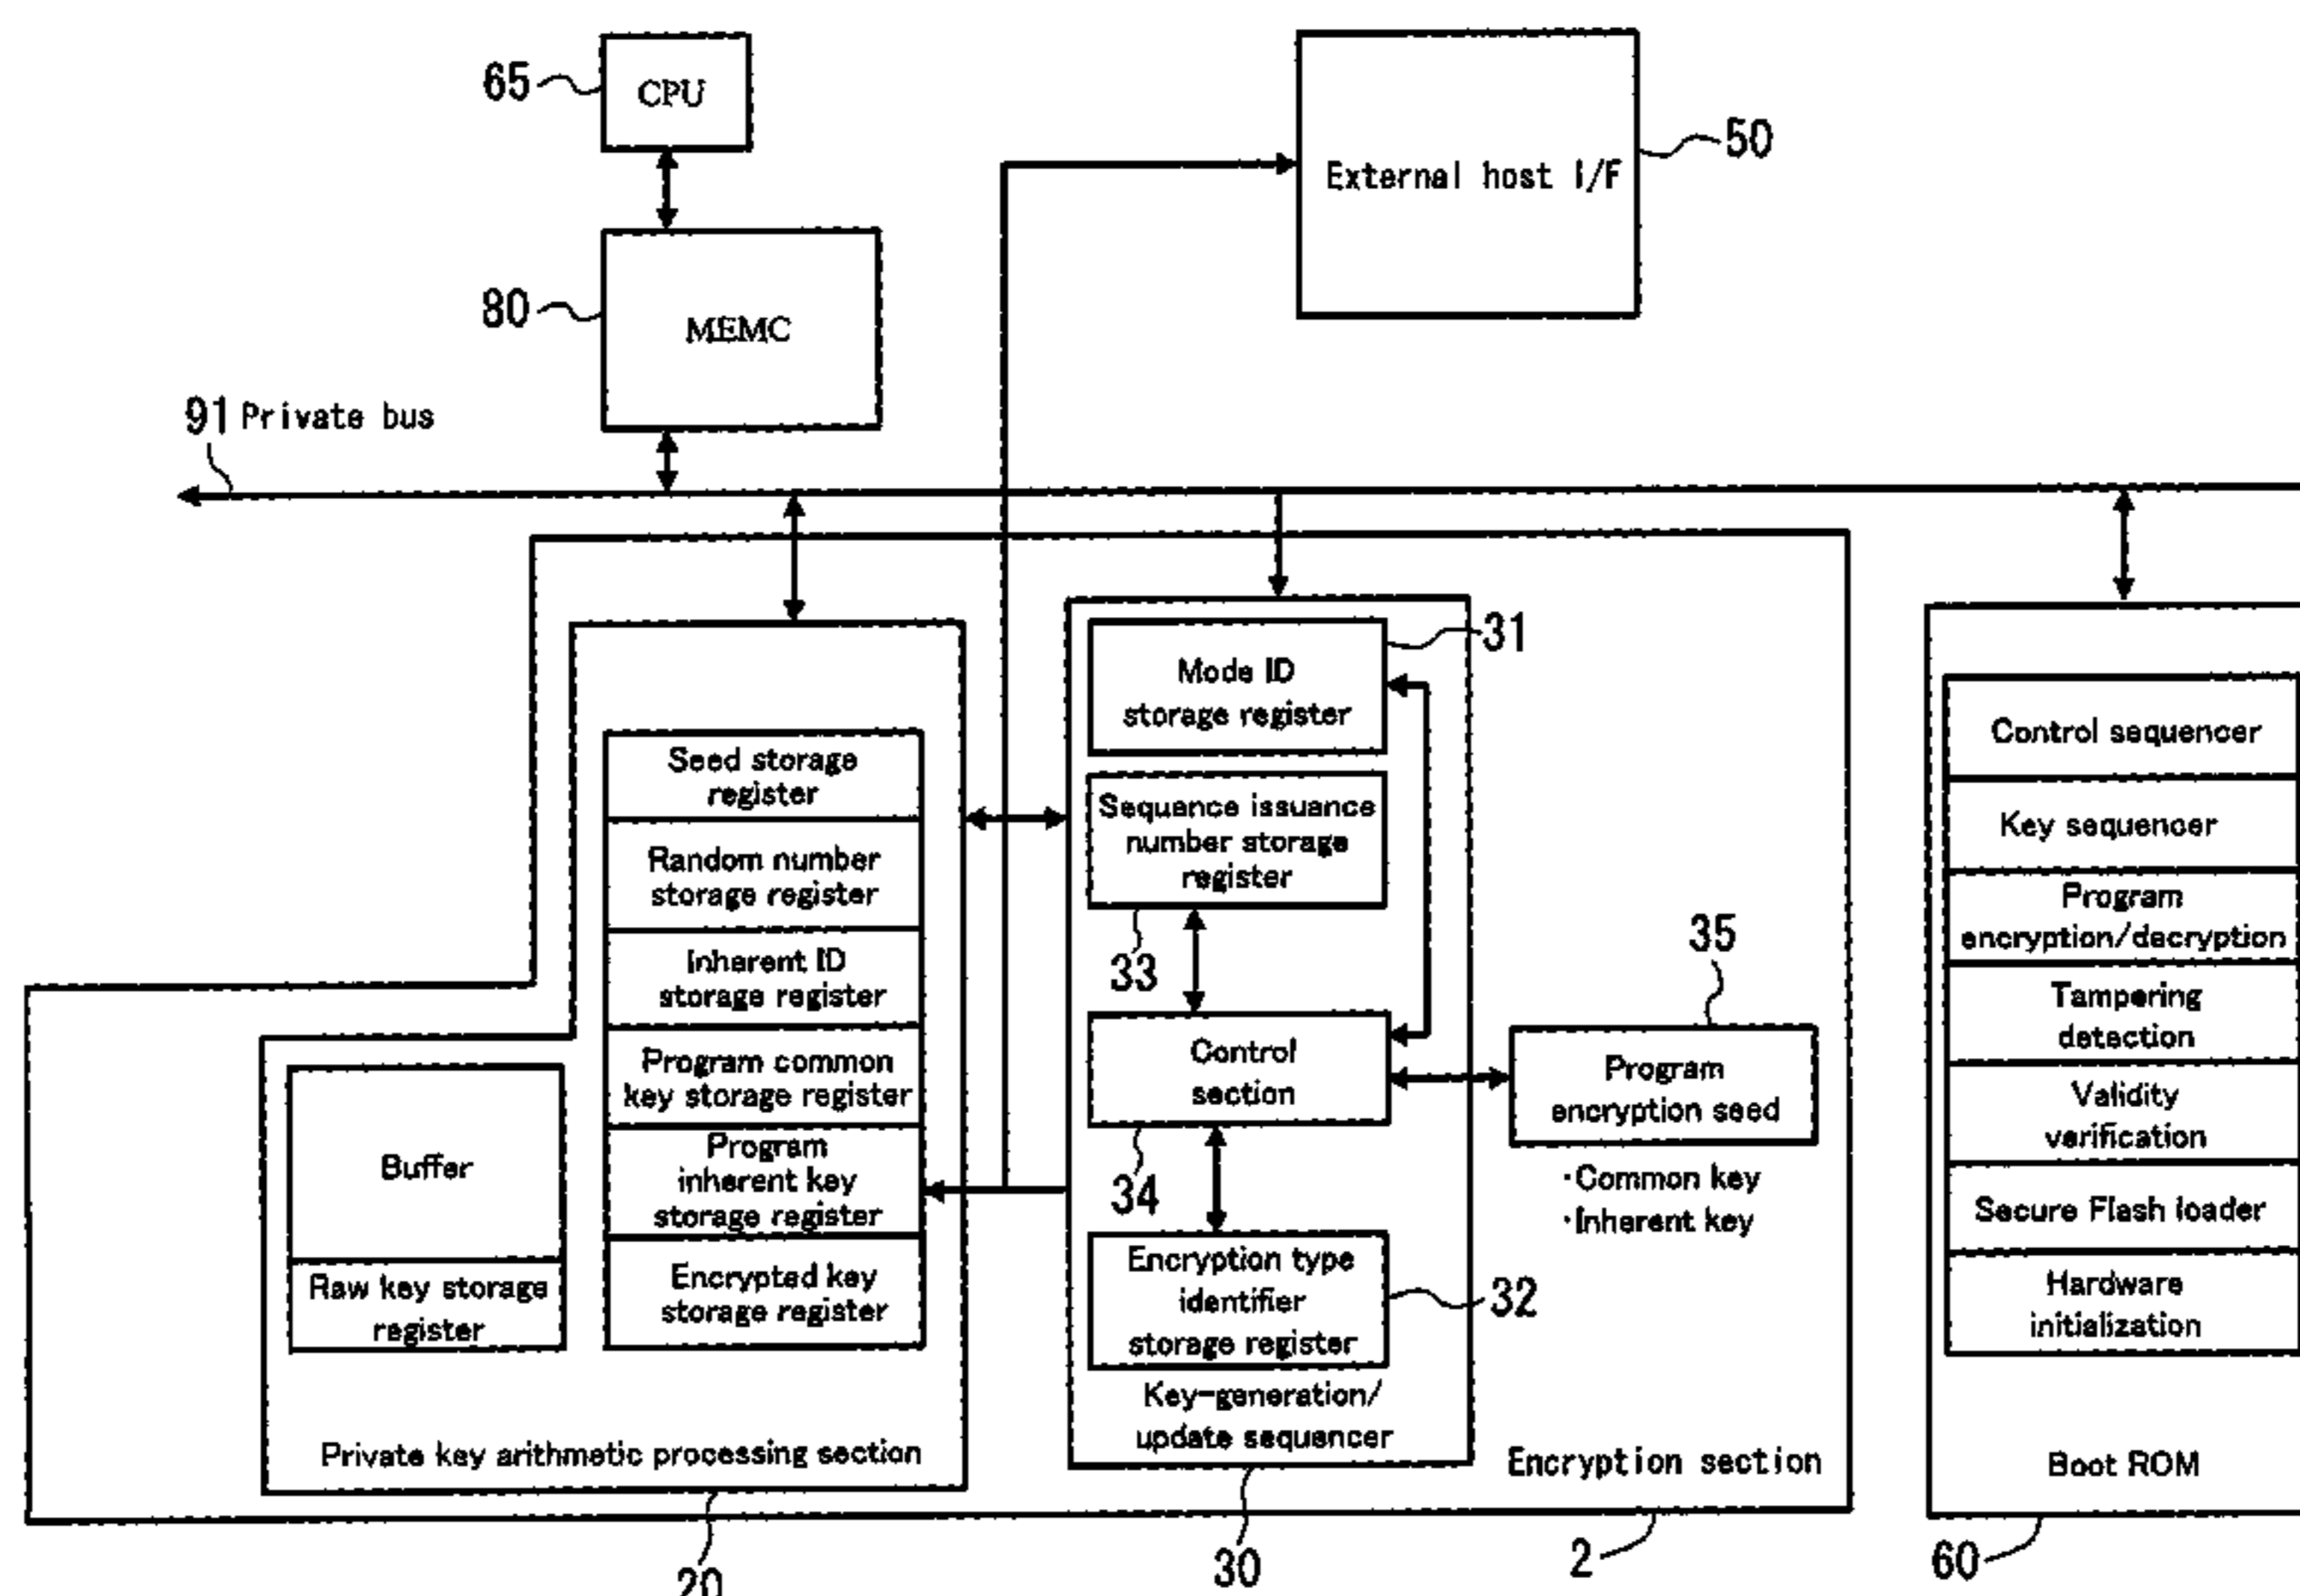 65
CPU
50
External host I/F
80
MEMC
91 Private bus
31
Mode ID
storage register
Sequence issuance
number storage
register
33
Control
section
34
35
Program
encryption seed
・Common key
・Inherent key
Encryption type
identifier
storage register
32
Key-generation/
update sequencer
30
Seed storage
register
Random number
storage register
Inherent ID
storage register
Program common
key storage register
Program
inherent key
storage register
Encrypted key
storage register
Buffer
Raw key storage
register
Private key arithmetic processing section
20
Encryption section
2
Control sequencer
Key sequencer
Program
encryption/decryption
Tampering
detection
Validity
verification
Secure Flash loader
Hardware
initialization
Boot ROM
60